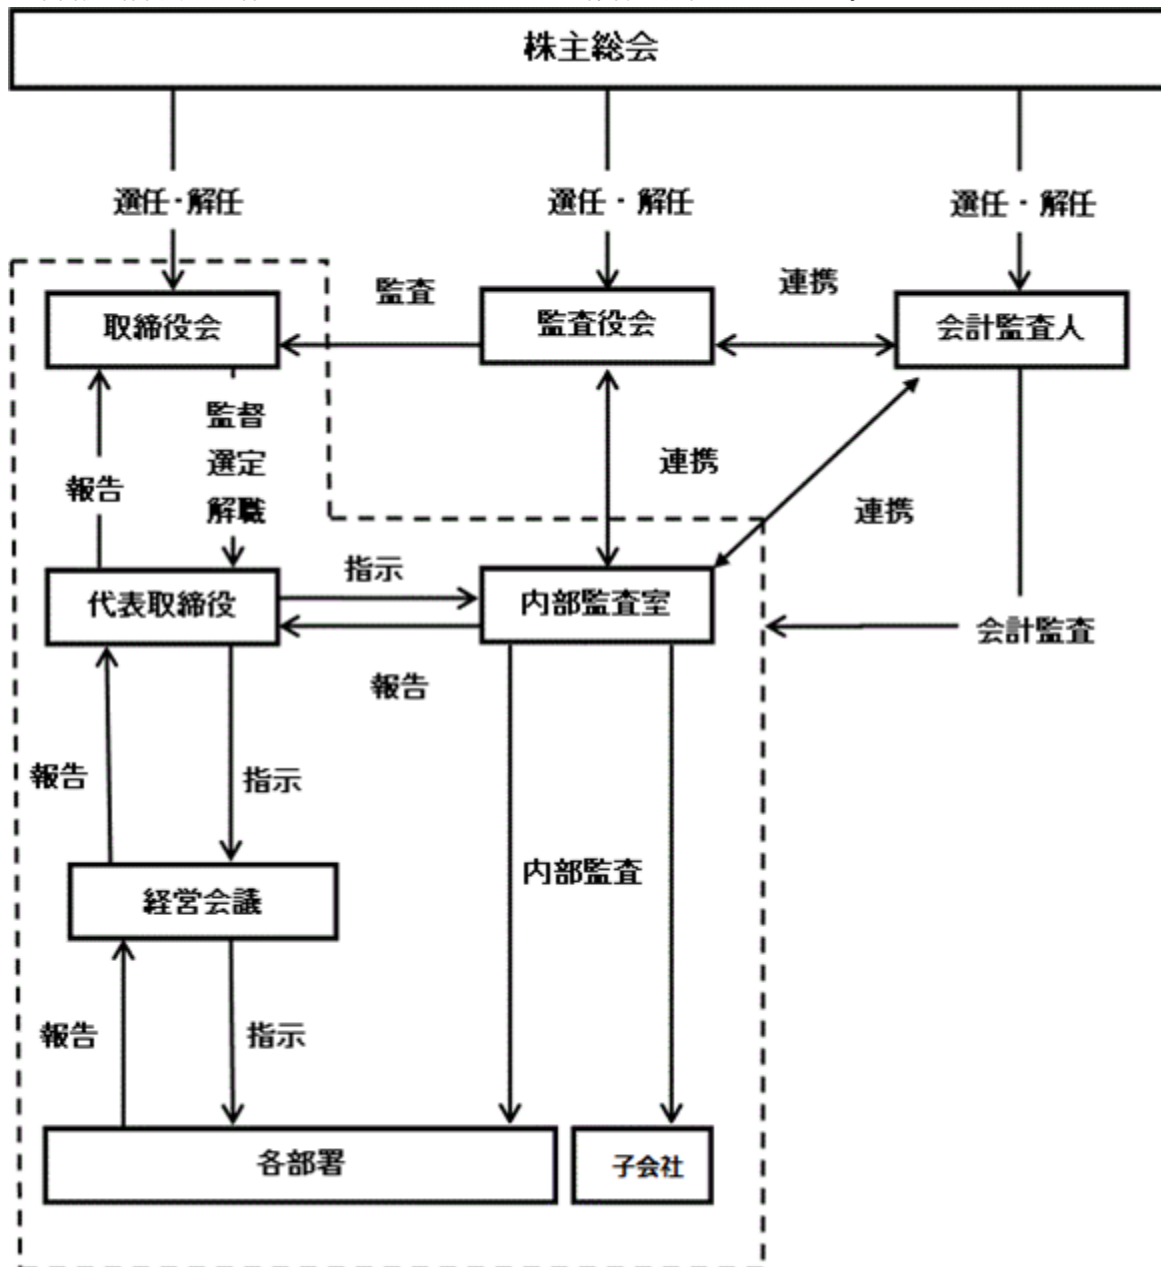 株主総会
選任・解任
選任・解任
選任・解任
取締役会
監査
監査役会
連携
会計監査人
報告
監督
選定
解職
連携
連携
代表取締役
指示
報告
内部監査室
会計監査
報告
指示
内部監査
経営会議
報告
指示
各部署
子会社